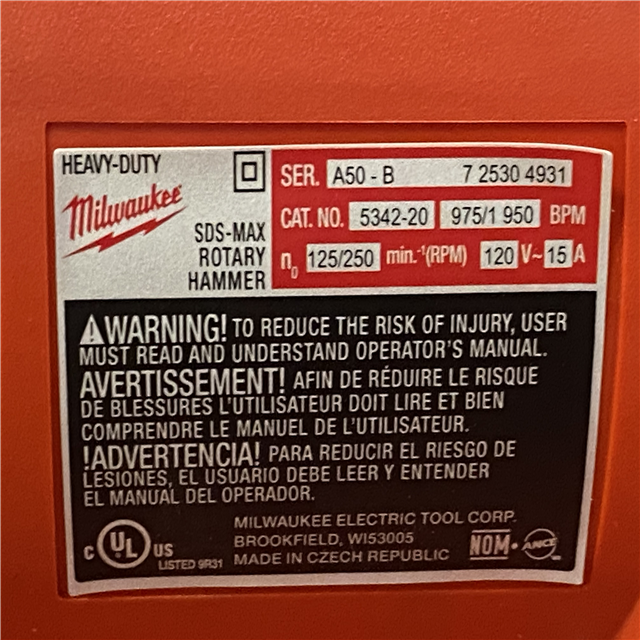 HEAVY-DUTY
Milwaukee
SDS-MAX
ROTARY
HAMMER
SER. A50 - B 7 2530 4931
CAT. NO. 5342-20 975/1 950 BPM
n0 125/250 min.-1(RPM) 120 V~ 15 A
WARNING! TO REDUCE THE RISK OF INJURY, USER
MUST READ AND UNDERSTAND OPERATOR'S MANUAL.
AVERTISSEMENT! AFIN DE RÉDUIRE LE RISQUE
DE BLESSURES L'UTILISATEUR DOIT LIRE ET BIEN
COMPRENDRE LE MANUEL DE L'UTILISATEUR.
!ADVERTENCIA! PARA REDUCIR EL RIESGO DE
LESIONES, EL USUARIO DEBE LEER Y ENTENDER
EL MANUAL DEL OPERADOR.
C UL US
LISTED 9R31
MILWAUKEE ELECTRIC TOOL CORP.
BROOKFIELD, WI53005
MADE IN CZECH REPUBLIC
NOM - ANCE